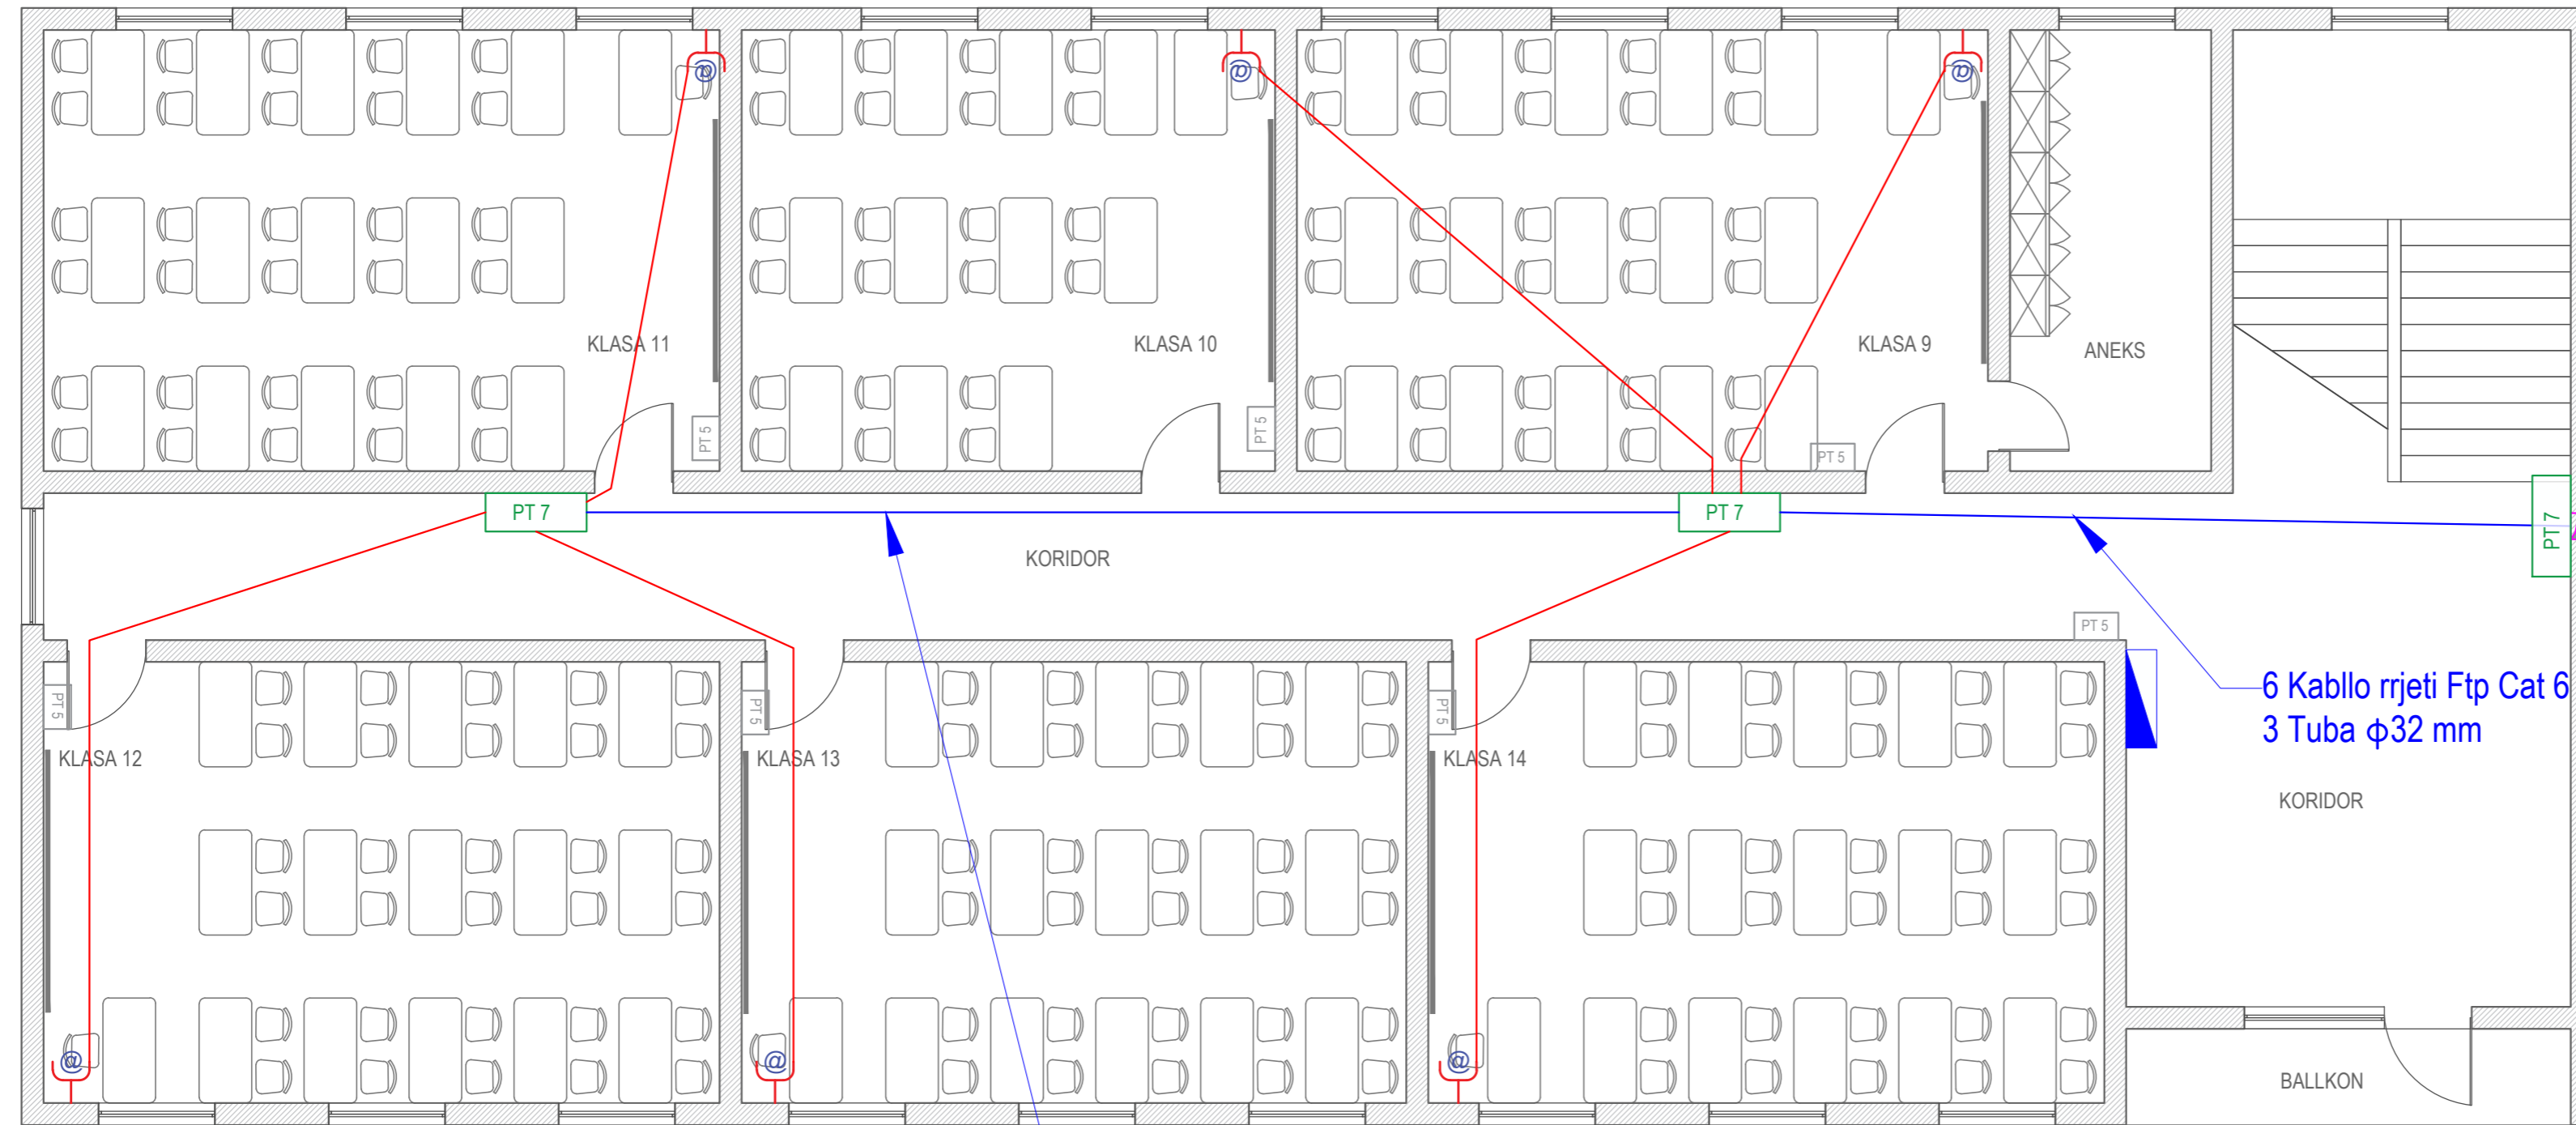 @
@
@
KLASA 11
KLASA 10
KLASA 9
ANEKS
PT 5
PT 5
PT 5
PT 7
PT 7
PT 7
KORIDOR
PT 5
PT 5
PT 5
PT 5
6 Kabllo rrjeti Ftp Cat 6
3 Tuba ϕ32 mm
KLASA 12
KLASA 13
KLASA 14
KORIDOR
@
@
@
BALLKON